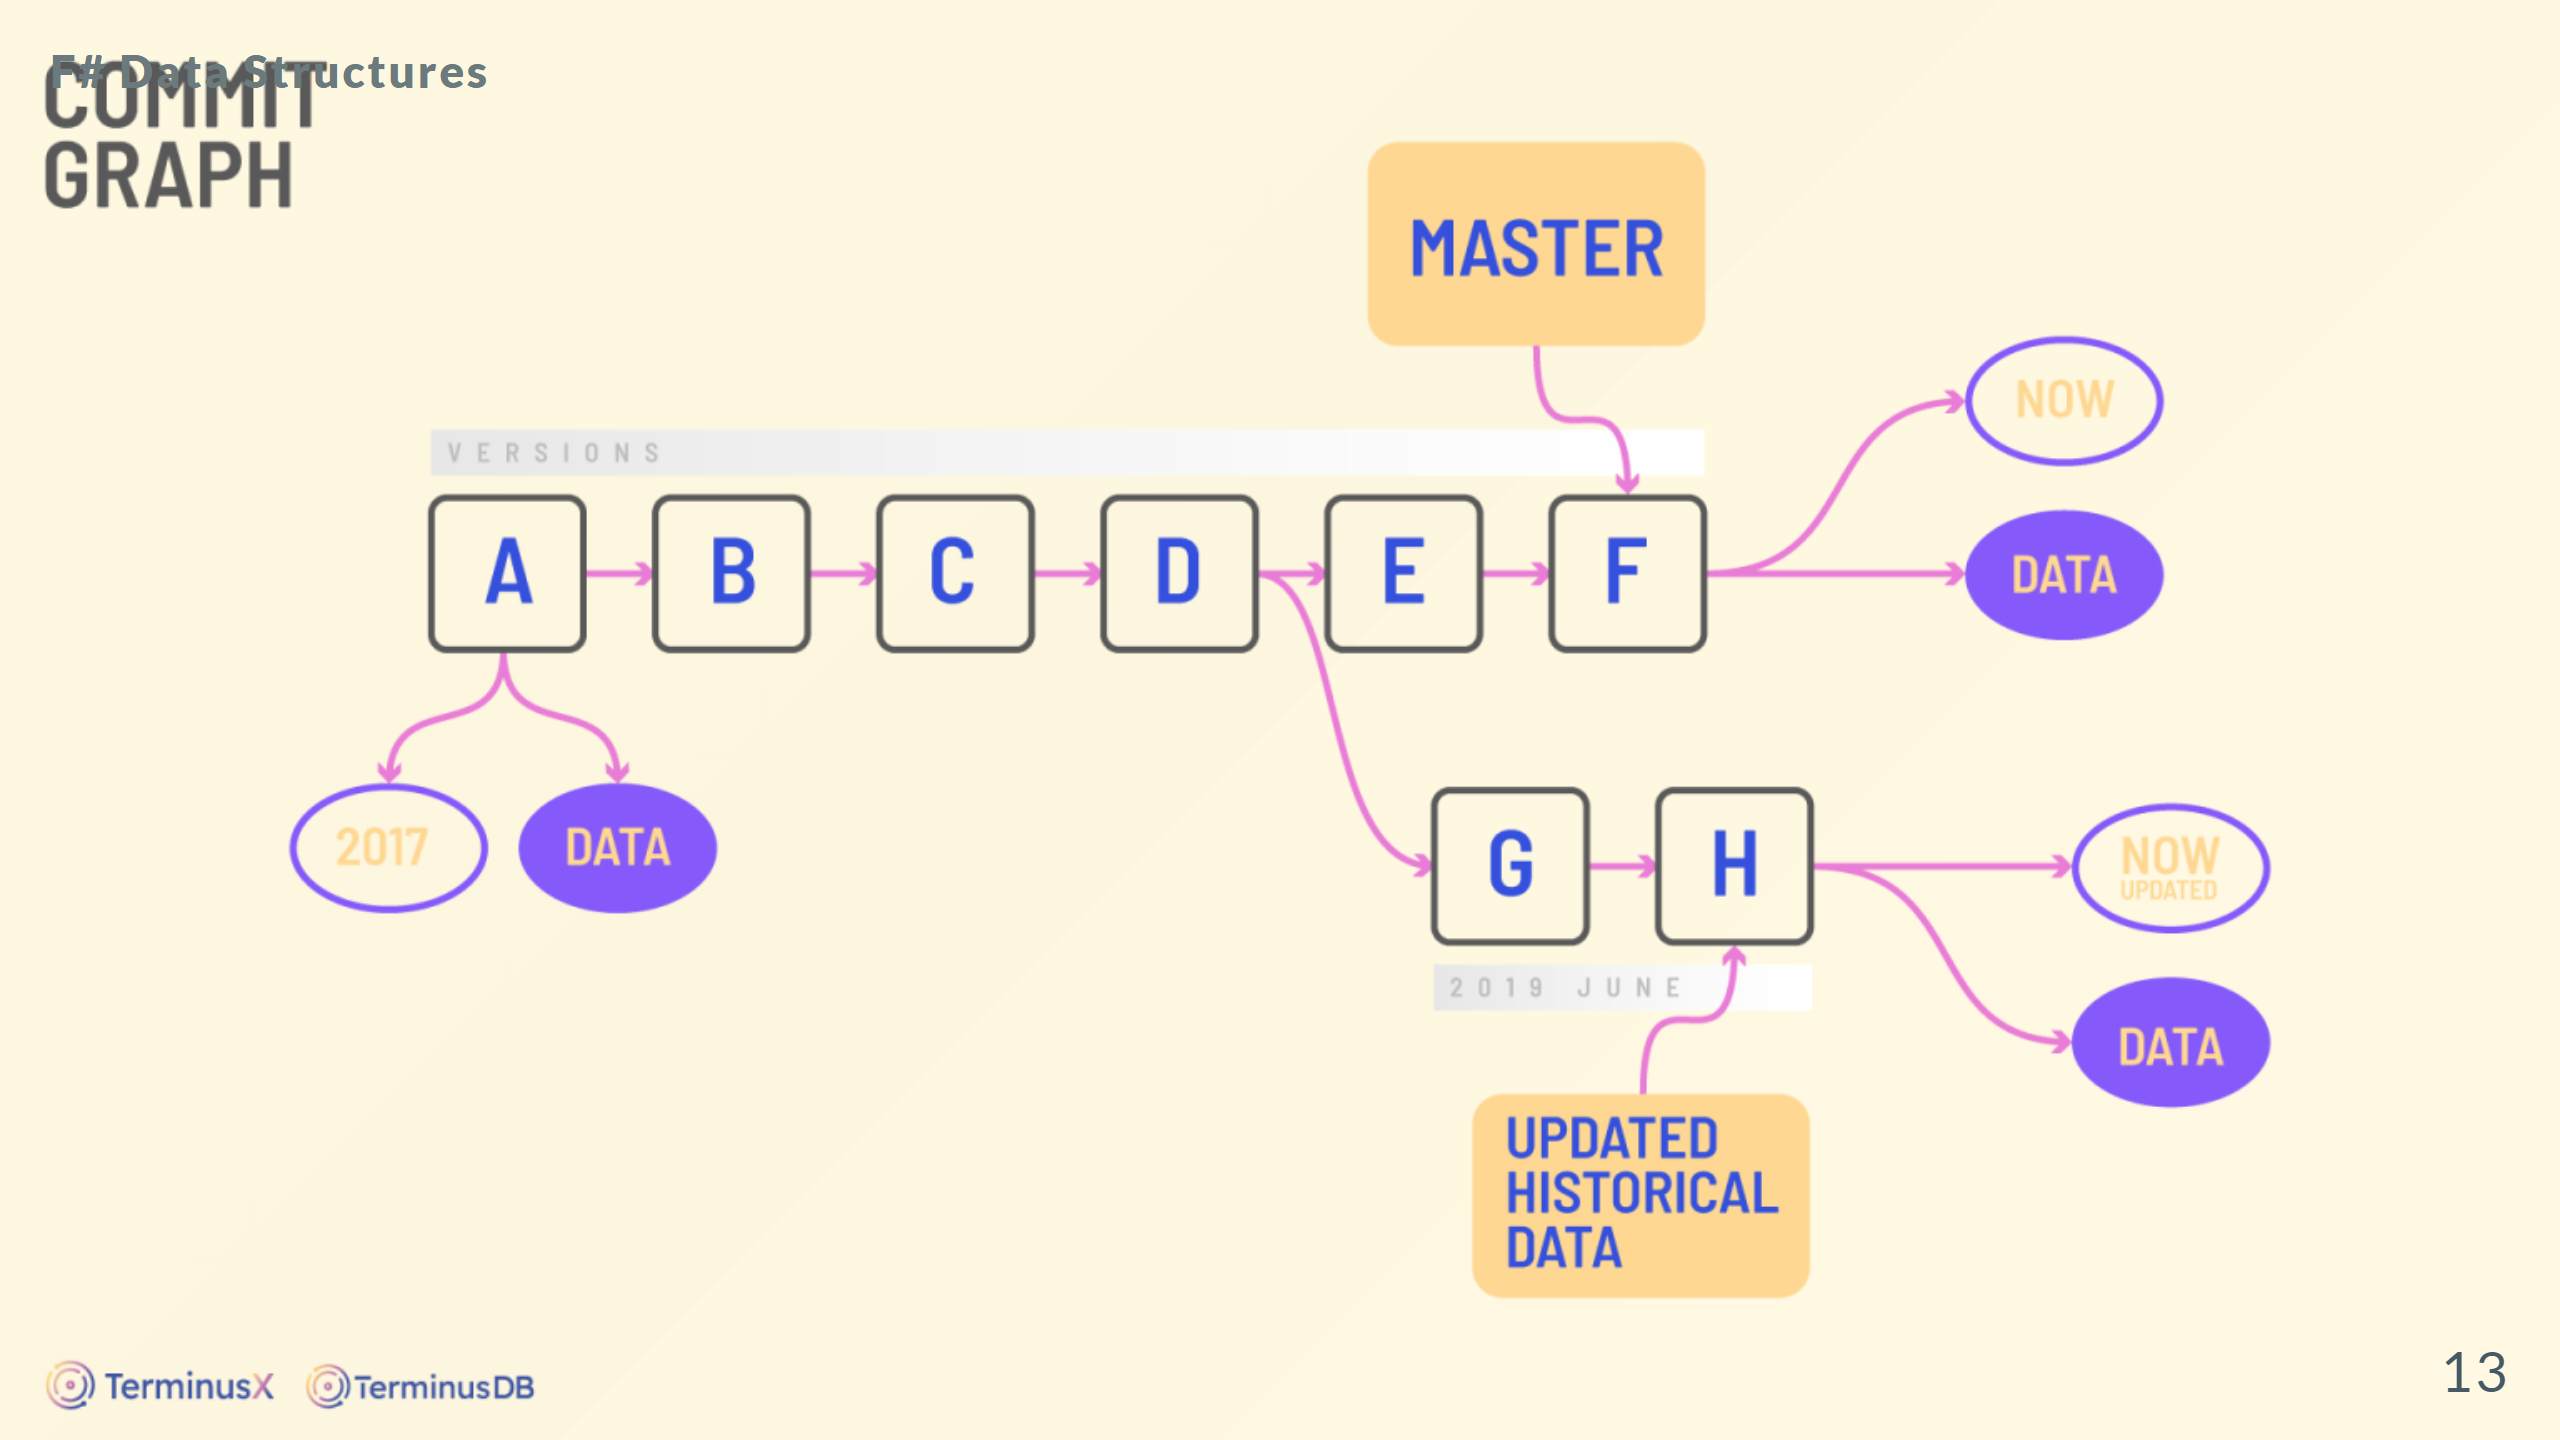 F# Data Structures
COMMIT
GRAPH
MASTER
VERSIONS
NOW
A
B
C
D
E
F
DATA
2017
DATA
G
H
NOW
UPDATED
2019 JUNE
DATA
UPDATED
HISTORICAL
DATA
TerminusX
TerminusDB
13